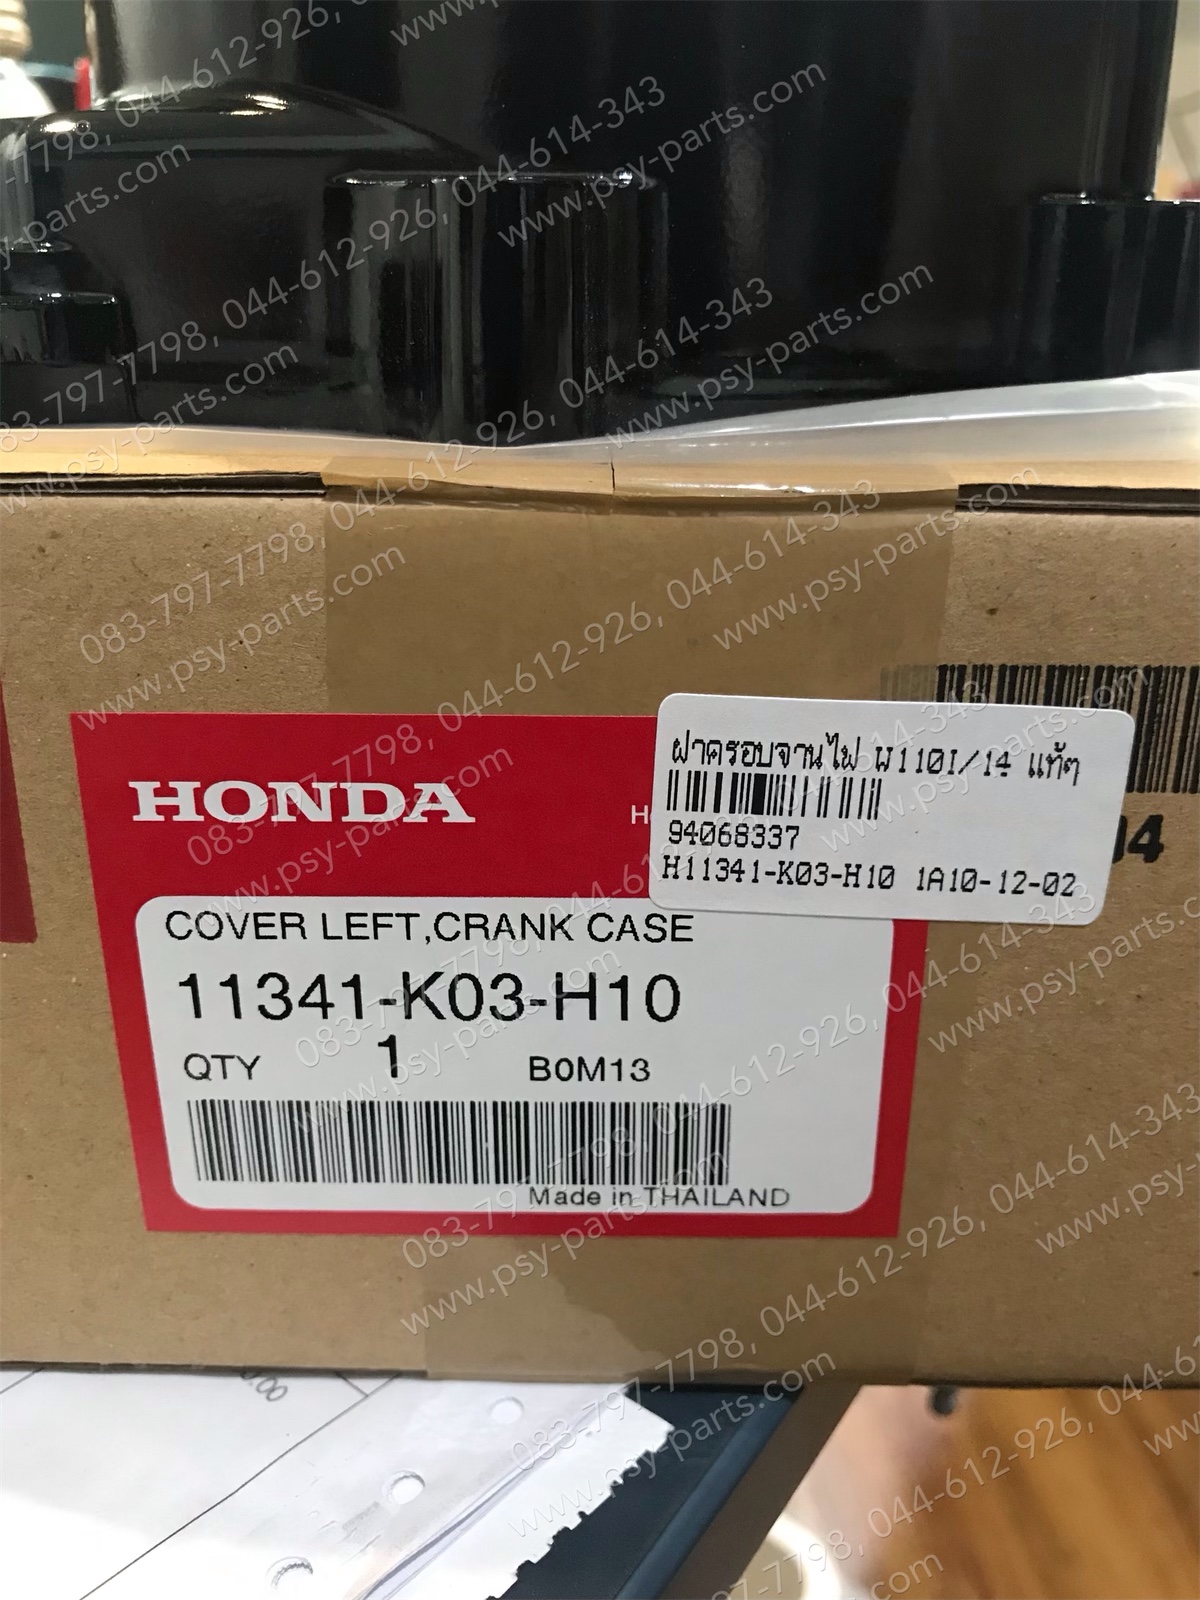 HONDA
ฝาครอบจานไฟ W110I/14 แท้ๆ
94068337
H11341-K03-H10 1A10-12-02
COVER LEFT,CRANK CASE
11341-K03-H10
QTY 1 B0M13
Made in THAILAND
083-797-7798, 044-612-926, 044-614-343
www.psy-parts.com